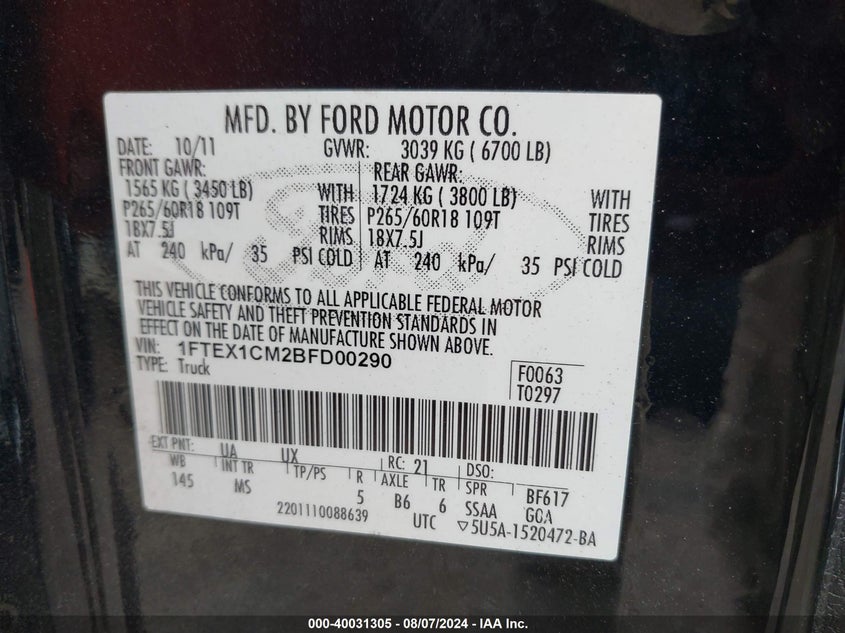 MFD. BY FORD MOTOR CO.
DATE: 10/11 GVWR: 3039 KG ( 6700 LB)
FRONT GAWR: REAR GAWR:
1565 KG ( 3450 LB) WITH 1724 KG ( 3800 LB) WITH
P265/60R18 109T TIRES P265/60R18 109T TIRES
18X7.5J RIMS 18X7.5J RIMS
AT 240 kPa/ 35 PSI COLD AT 240 kPa/ 35 PSI COLD
THIS VEHICLE CONFORMS TO ALL APPLICABLE FEDERAL MOTOR
VEHICLE SAFETY AND THEFT PREVENTION STANDARDS IN
EFFECT ON THE DATE OF MANUFACTURE SHOWN ABOVE.
VIN: 1FTEX1CM2BFD00290
TYPE: Truck
F0063
T0297
EXT PNT: UA UX RC: 21 DSO:
WB INT TR TP/PS R AXLE TR SPR BF617
145 MS 5 B6 6 SSAA GCA
2201110088639 UTC ▽5U5A-1520472-BA
000-40031305 - 08/07/2024 - IAA Inc.